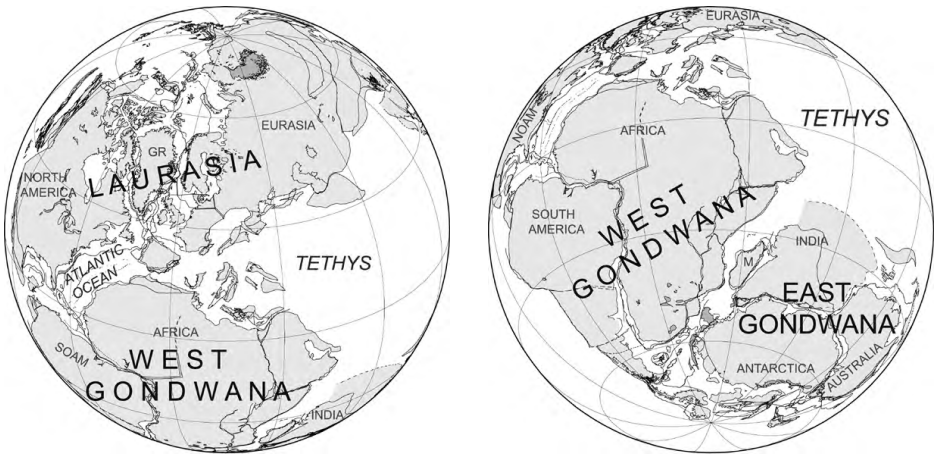 EURASIA
GR
LAURASIA
NORTH
AMERICA
ATLANTIC
OCEAN
TETHYS
AFRICA
SOAM
WEST
GONDWANA
INDIA
EURASIA
NOAM
TETHYS
AFRICA
SOUTH
AMERICA
WEST
GONDWANA
INDIA
M
EAST
GONDWANA
ANTARCTICA
AUSTRALIA